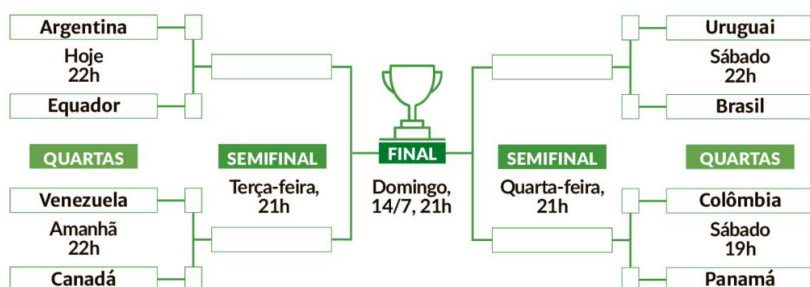 Argentina
Hoje
22h
Equador
QUARTAS
Venezuela
Amanhã
22h
Canadá
SEMIFINAL
Terça-feira,
21h
FINAL
Domingo,
14/7, 21h
SEMIFINAL
Quarta-feira,
21h
Uruguai
Sábado
22h
Brasil
QUARTAS
Colômbia
Sábado
19h
Panamá